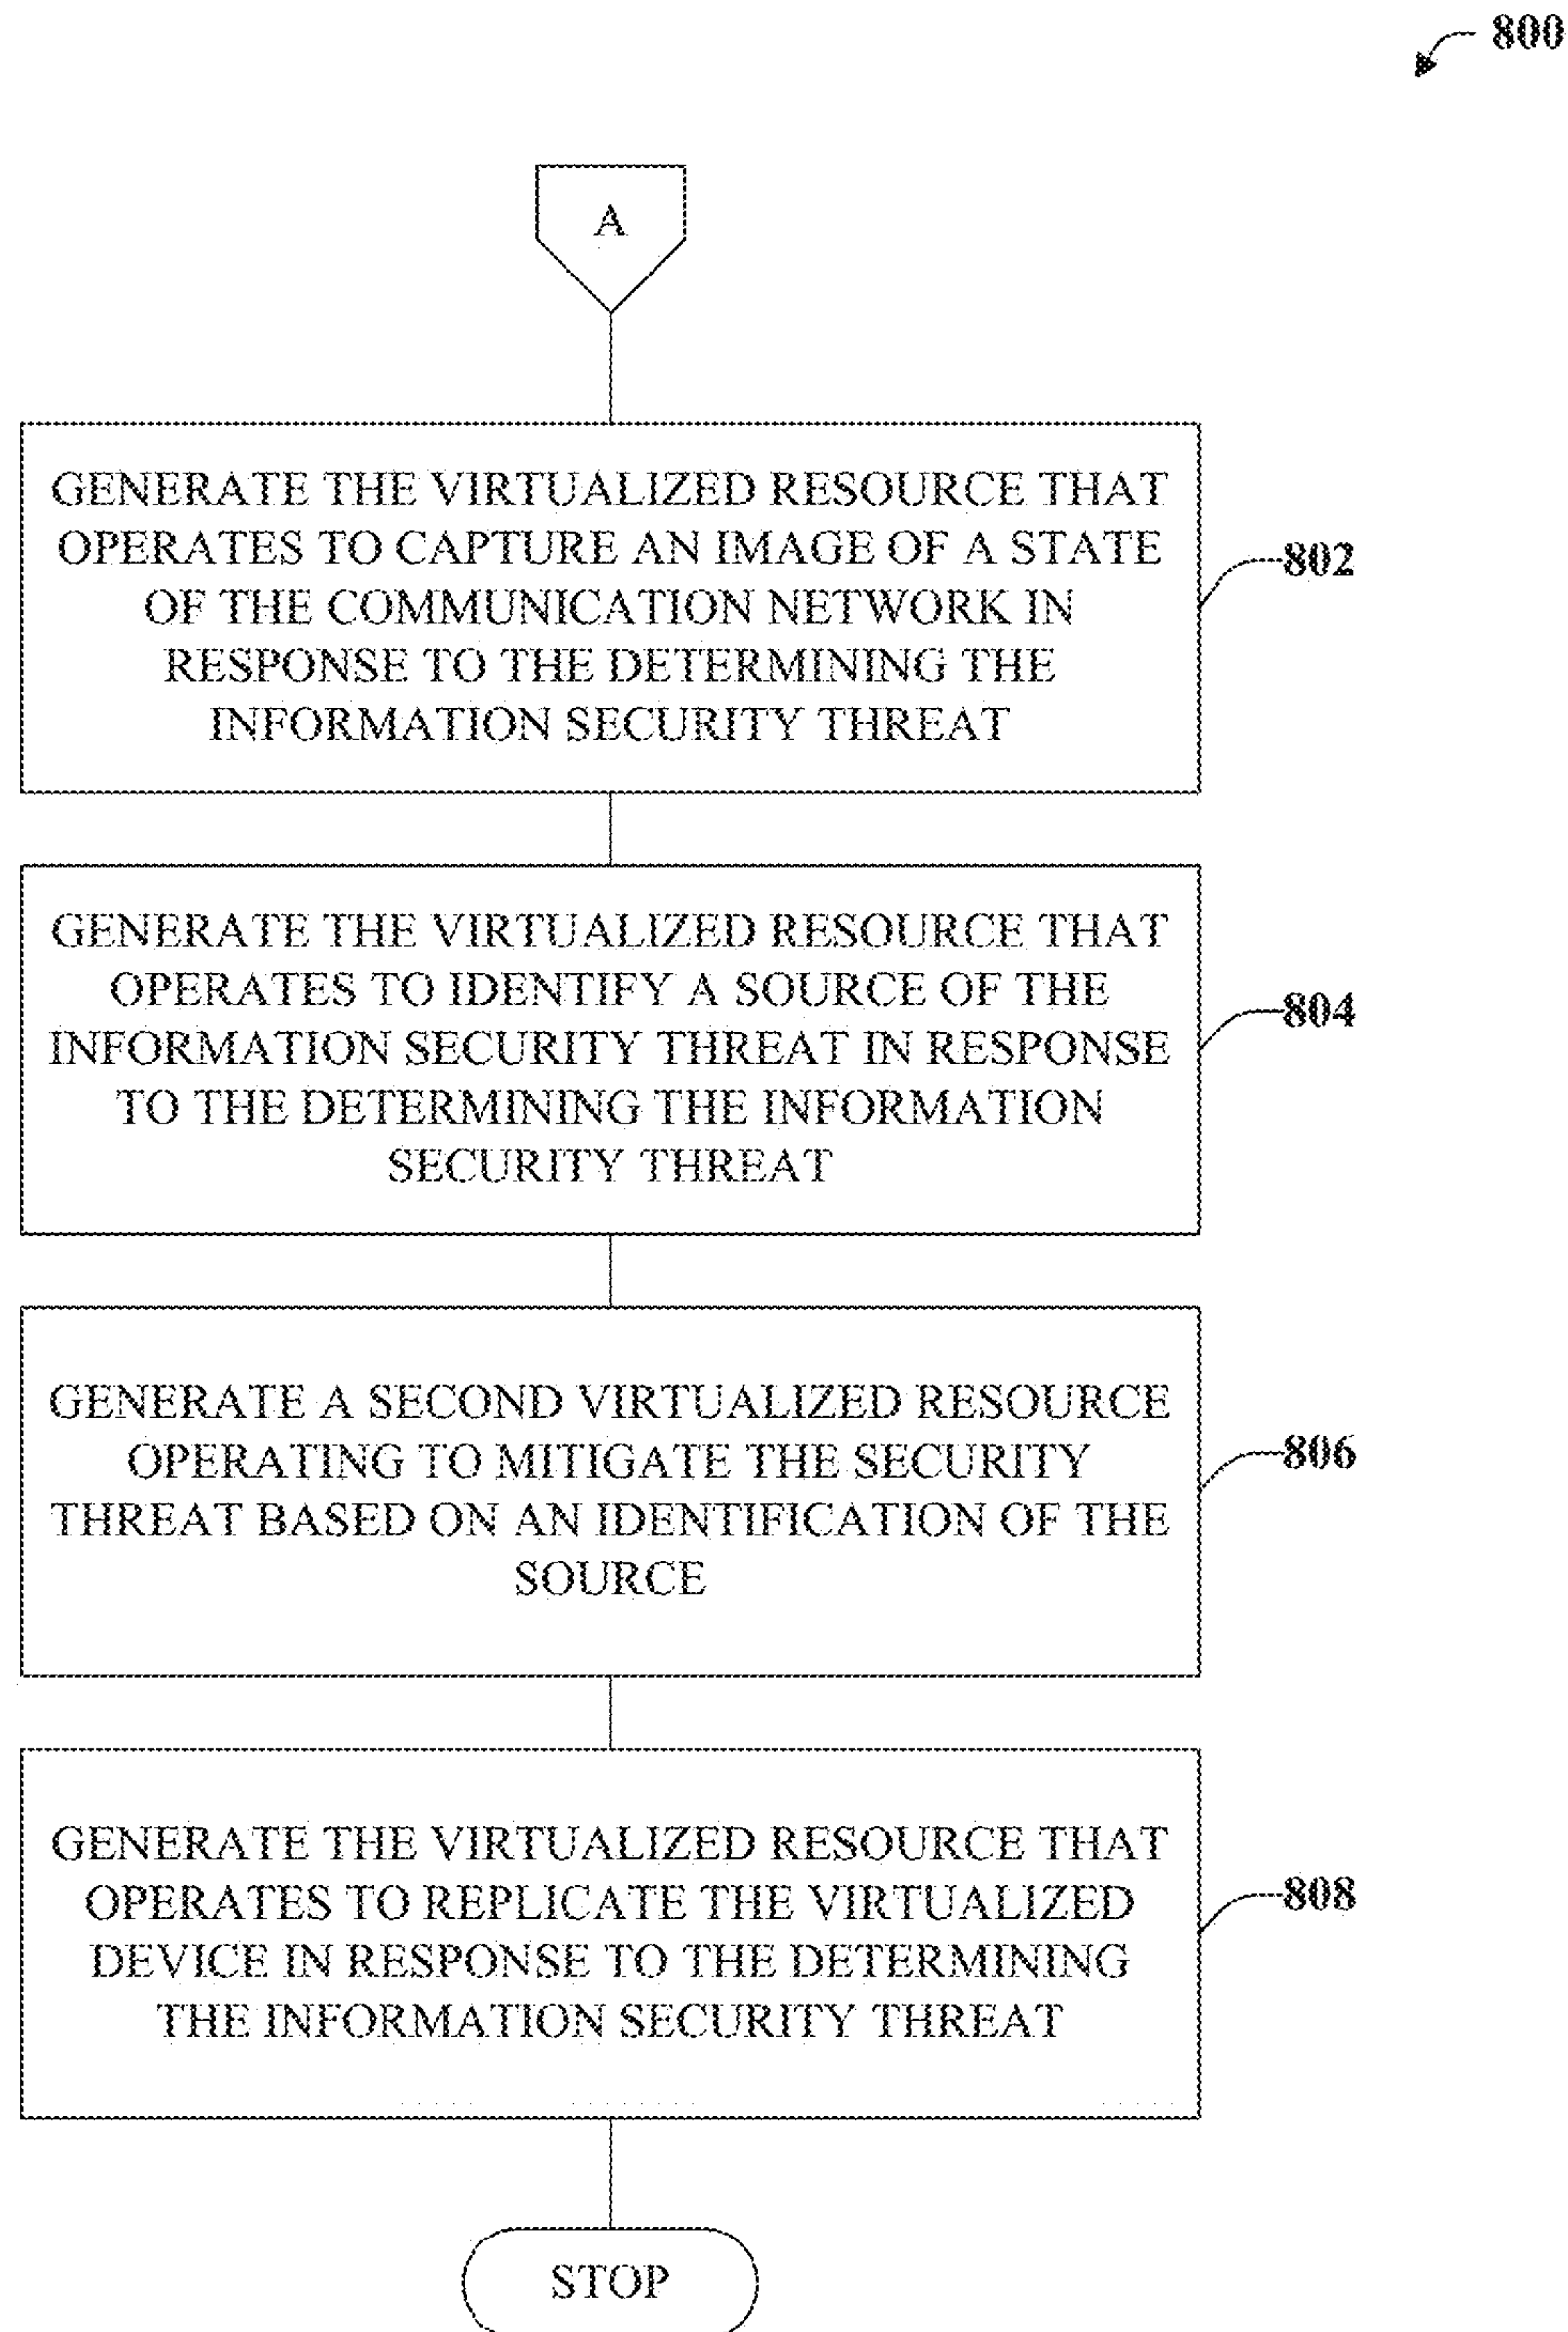 800
A
GENERATE THE VIRTUALIZED RESOURCE THAT
OPERATES TO CAPTURE AN IMAGE OF A STATE
OF THE COMMUNICATION NETWORK IN
RESPONSE TO THE DETERMINING THE
INFORMATION SECURITY THREAT
802
GENERATE THE VIRTUALIZED RESOURCE THAT
OPERATES TO IDENTIFY A SOURCE OF THE
INFORMATION SECURITY THREAT IN RESPONSE
TO THE DETERMINING THE INFORMATION
SECURITY THREAT
804
GENERATE A SECOND VIRTUALIZED RESOURCE
OPERATING TO MITIGATE THE SECURITY
THREAT BASED ON AN IDENTIFICATION OF THE
SOURCE
806
GENERATE THE VIRTUALIZED RESOURCE THAT
OPERATES TO REPLICATE THE VIRTUALIZED
DEVICE IN RESPONSE TO THE DETERMINING
THE INFORMATION SECURITY THREAT
808
STOP